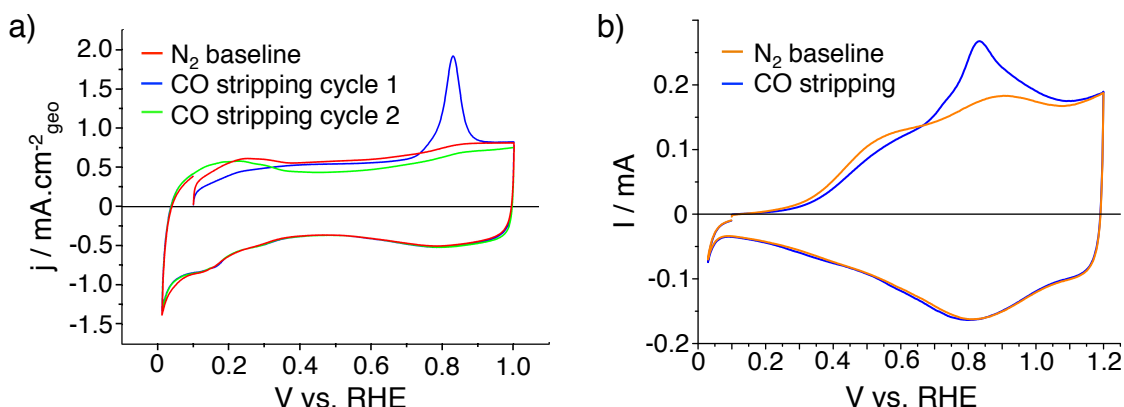 a)
N₂ baseline
CO stripping cycle 1
CO stripping cycle 2
j / mA.cm⁻²geo
2.0
1.5
1.0
0.5
0
-0.5
-1.0
-1.5
0 0.2 0.4 0.6 0.8 1.0
V vs. RHE
b)
N₂ baseline
CO stripping
I / mA
0.2
0.1
0
-0.1
-0.2
0 0.2 0.4 0.6 0.8 1.0 1.2
V vs. RHE